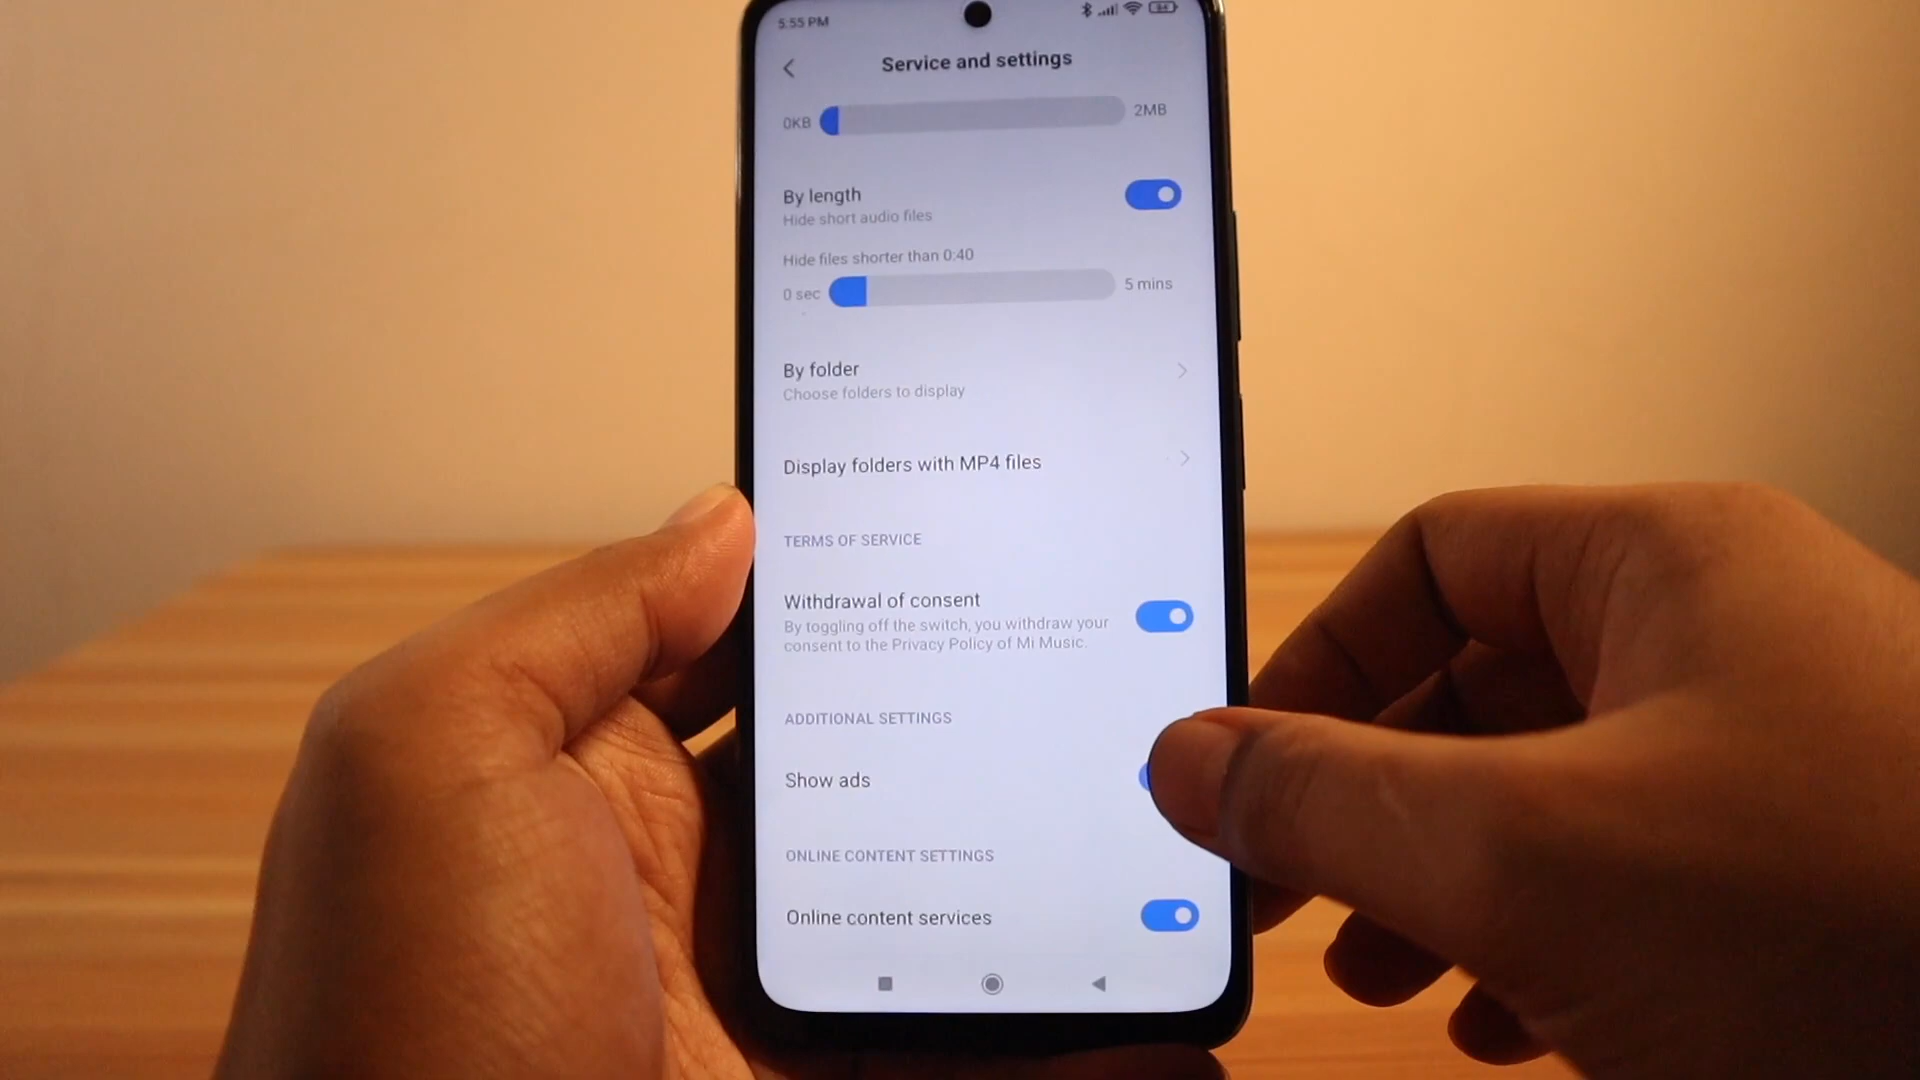 5:55 PM
84
Service and settings
0KB
2MB
By length
Hide short audio files
Hide files shorter than 0:40
0 sec
5 mins
By folder
Choose folders to display
Display folders with MP4 files
TERMS OF SERVICE
Withdrawal of consent
By toggling off the switch, you withdraw your
consent to the Privacy Policy of Mi Music.
ADDITIONAL SETTINGS
Show ads
ONLINE CONTENT SETTINGS
Online content services